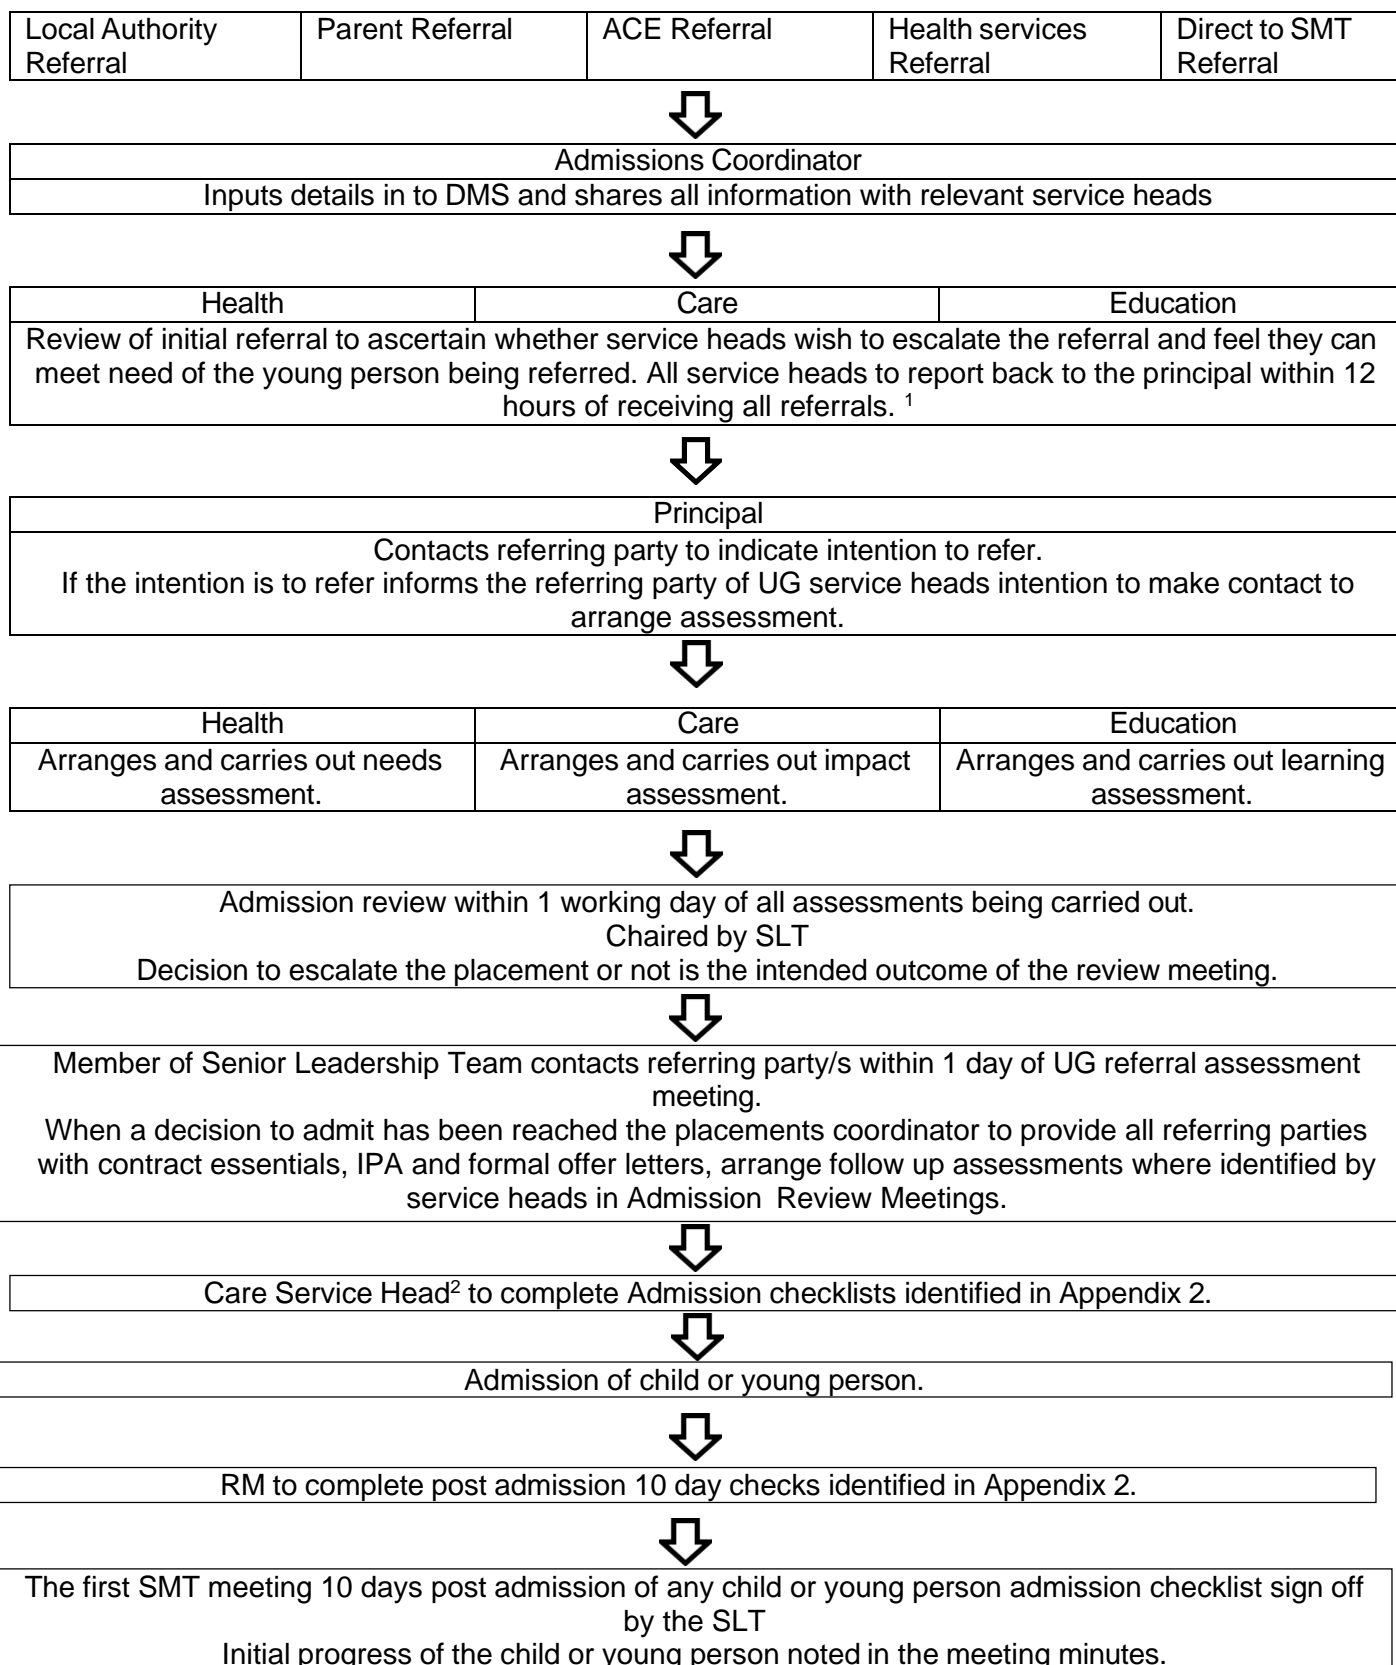 Local Authority Referral
Parent Referral
ACE Referral
Health services Referral
Direct to SMT Referral
Admissions Coordinator
Inputs details in to DMS and shares all information with relevant service heads
Health
Care
Education
Review of initial referral to ascertain whether service heads wish to escalate the referral and feel they can
meet need of the young person being referred. All service heads to report back to the principal within 12
hours of receiving all referrals. 1
Principal
Contacts referring party to indicate intention to refer.
If the intention is to refer informs the referring party of UG service heads intention to make contact to
arrange assessment.
Health
Care
Education
Arranges and carries out needs
assessment.
Arranges and carries out impact
assessment.
Arranges and carries out learning
assessment.
Admission review within 1 working day of all assessments being carried out.
Chaired by SLT
Decision to escalate the placement or not is the intended outcome of the review meeting.
Member of Senior Leadership Team contacts referring party/s within 1 day of UG referral assessment
meeting.
When a decision to admit has been reached the placements coordinator to provide all referring parties
with contract essentials, IPA and formal offer letters, arrange follow up assessments where identified by
service heads in Admission Review Meetings.
Care Service Head2 to complete Admission checklists identified in Appendix 2.
Admission of child or young person.
RM to complete post admission 10 day checks identified in Appendix 2.
The first SMT meeting 10 days post admission of any child or young person admission checklist sign off
by the SLT
Initial progress of the child or young person noted in the meeting minutes.